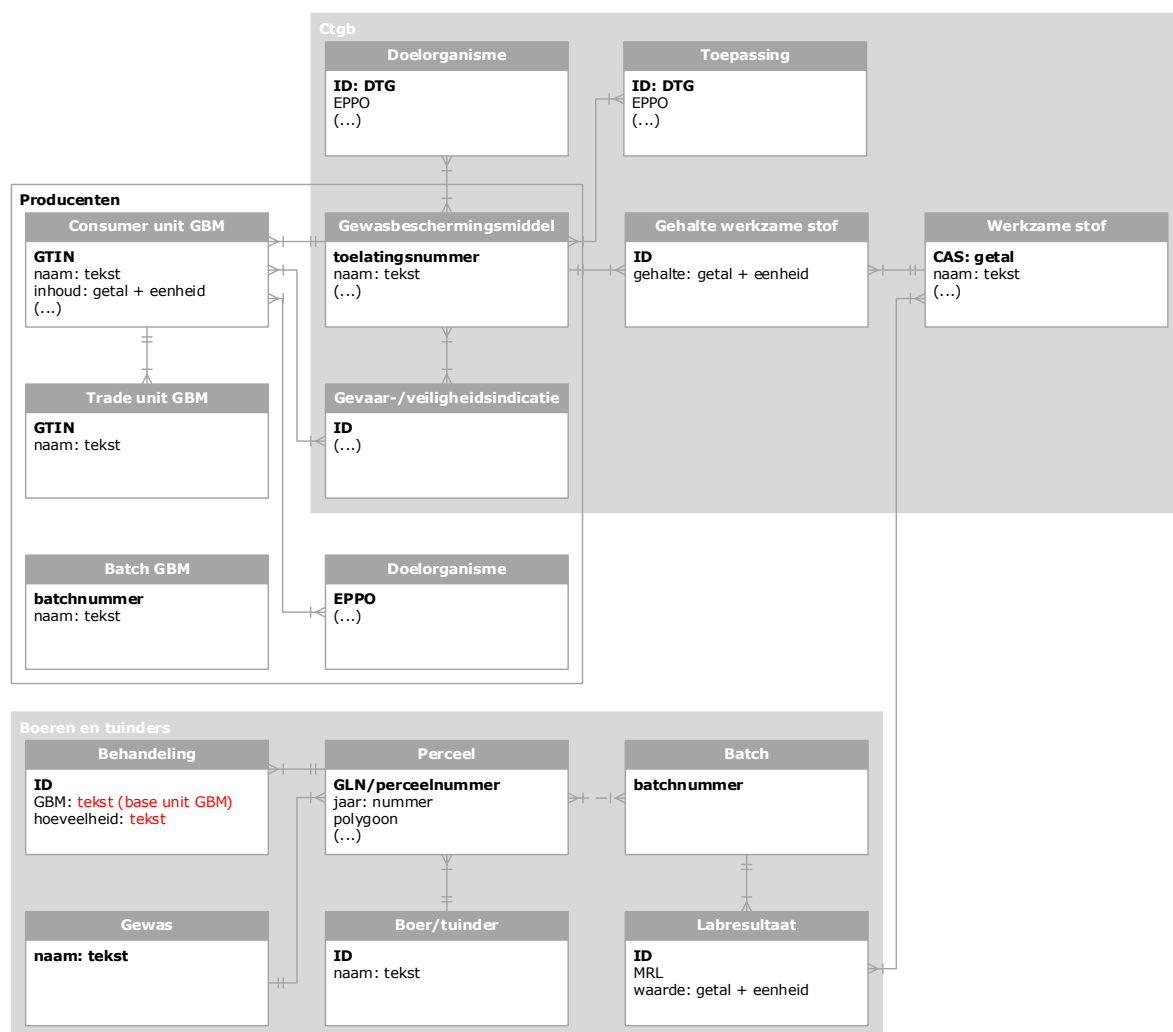 Ctgb
Doelorganisme
ID: DTG
EPPO
(...)
Toepassing
ID: DTG
EPPO
(...)
Producenten
Consumer unit GBM
GTIN
naam: tekst
inhoud: getal + eenheid
(...)
Gewasbeschermingsmiddel
toelatingsnummer
naam: tekst
(...)
Gehalte werkzame stof
ID
gehalte: getal + eenheid
Werkzame stof
CAS: getal
naam: tekst
(...)
Trade unit GBM
GTIN
naam: tekst
Gevaar-/veiligheidsindicatie
ID
(...)
Batch GBM
batchnummer
naam: tekst
Doelorganisme
EPPO
(...)
Boeren en tuinders
Behandeling
ID
GBM: tekst (base unit GBM)
hoeveelheid: tekst
Perceel
GLN/perceelnummer
jaar: nummer
polygoon
(...)
Batch
batchnummer
Gewas
naam: tekst
Boer/tuinder
ID
naam: tekst
Labresultaat
ID
MRL
waarde: getal + eenheid